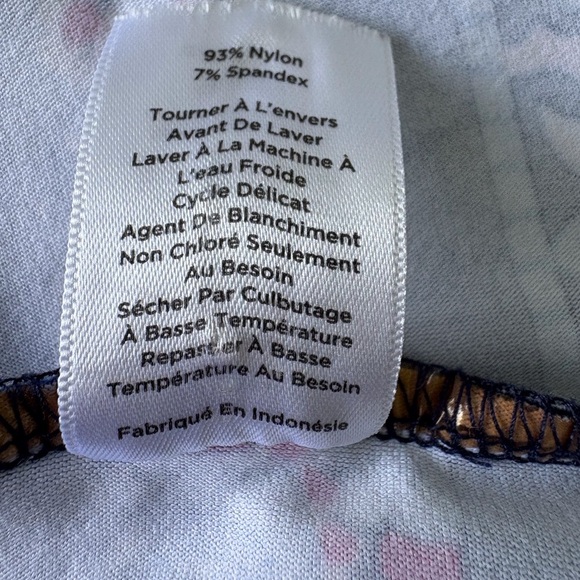 93% Nylon
7% Spandex
Tourner À L'envers
Avant De Laver
Laver À La Machine À
L'eau Froide
Cycle Délicat
Agent De Blanchiment
Non Chloré Seulement
Au Besoin
Sécher Par Culbutage
À Basse Température
Repasser À Basse
Température Au Besoin
Fabriqué En Indonésie